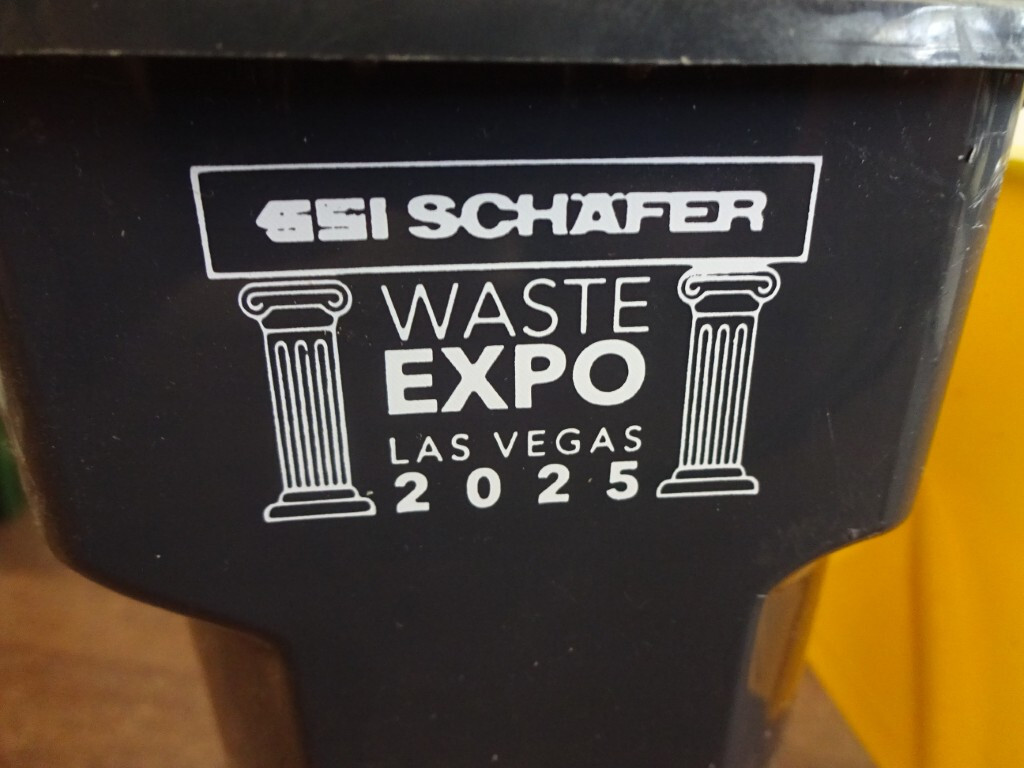 SSI SCHÄFER
WASTE
EXPO
LAS VEGAS
2025